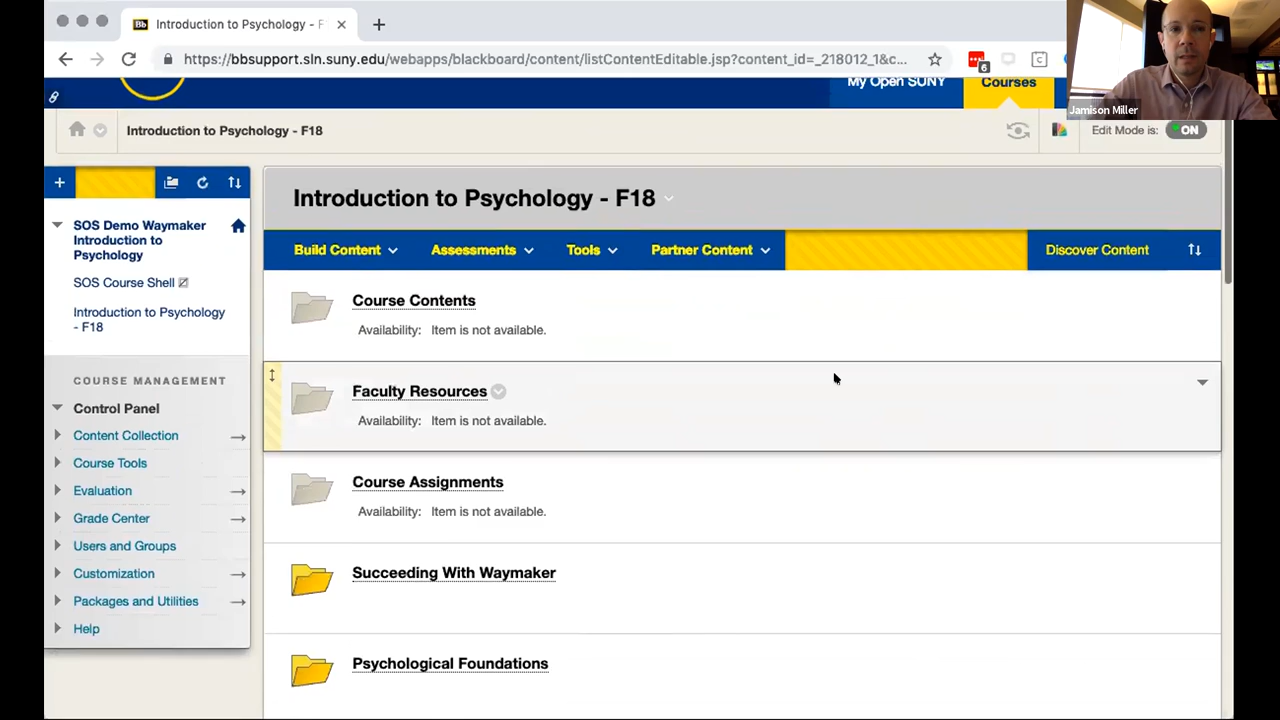 Bb Introduction to Psychology - F
https://bbsupport.sln.suny.edu/webapps/blackboard/content/listContentEditable.jsp?content_id=_218012_1&c...
6
My Open SUNY
Courses
Jamison Miller
Introduction to Psychology - F18
Edit Mode is: ON
SOS Demo Waymaker
Introduction to
Psychology
SOS Course Shell
Introduction to Psychology
- F18
COURSE MANAGEMENT
Control Panel
Content Collection
Course Tools
Evaluation
Grade Center
Users and Groups
Customization
Packages and Utilities
Help
Introduction to Psychology - F18
Build Content
Assessments
Tools
Partner Content
Discover Content
Course Contents
Availability: Item is not available.
Faculty Resources
Availability: Item is not available.
Course Assignments
Availability: Item is not available.
Succeeding With Waymaker
Psychological Foundations